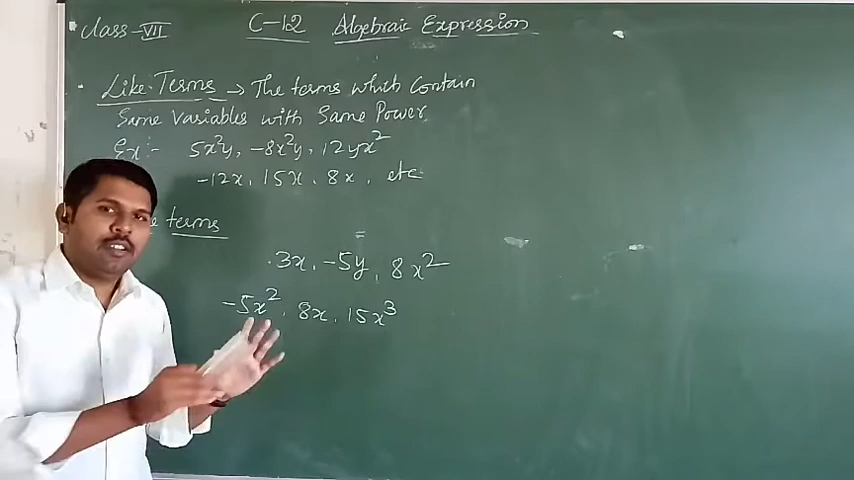 Class - VII
C-12 Algebraic Expression
Like Terms → The terms which Contain
Same Variables with Same Power
Ex:- 5x²y, -8x²y, 12yx²
-12x, 15x, 8x, etc
terms
3x, -5y, 8x²
-5x², 8x, 15x³